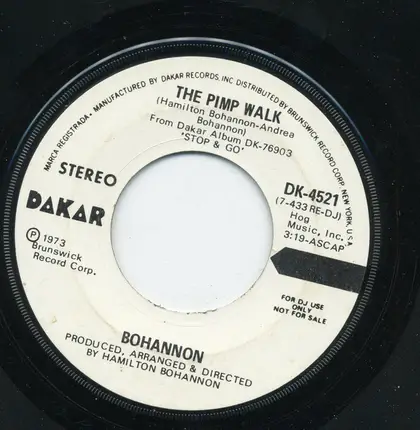 MARCA REGISTRADA • MANUFACTURED BY DAKAR RECORDS, INC DISTRIBUTED BY BRUNSWICK RECORD CORP. NEW YORK, U.S.A.
THE PIMP WALK
(Hamilton Bohannon-Andrea
Bohannon)
From Dakar Album DK-76903
'STOP & GO'
STEREO
DAKAR
Ⓟ 1973
Brunswick
Record Corp.
DK-4521
(7-433 RE-DJ)
Hog
Music, Inc.
3:19-ASCAP
FOR DJ USE
ONLY
NOT FOR SALE
BOHANNON
PRODUCED, ARRANGED & DIRECTED
BY HAMILTON BOHANNON